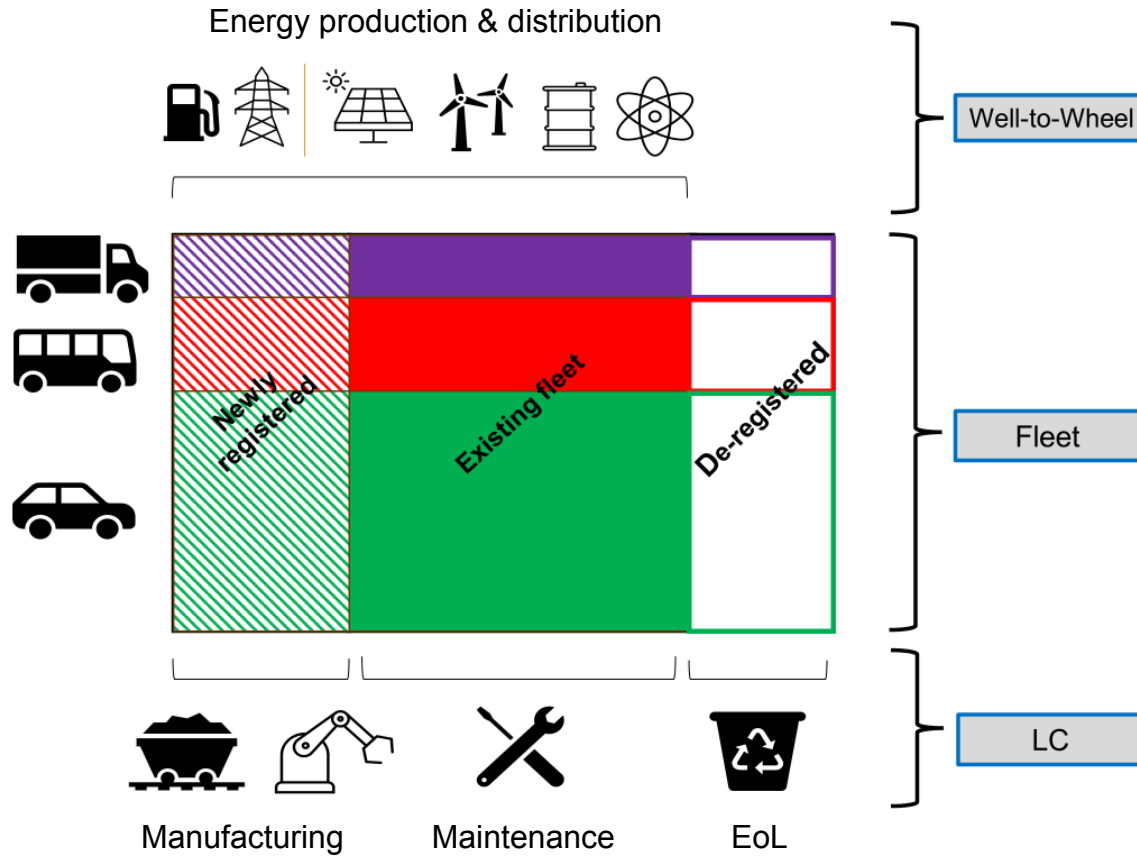 Energy production & distribution
Well-to-Wheel
Newly
registered
Existing fleet
De-registered
Fleet
LC
Manufacturing
Maintenance
EoL